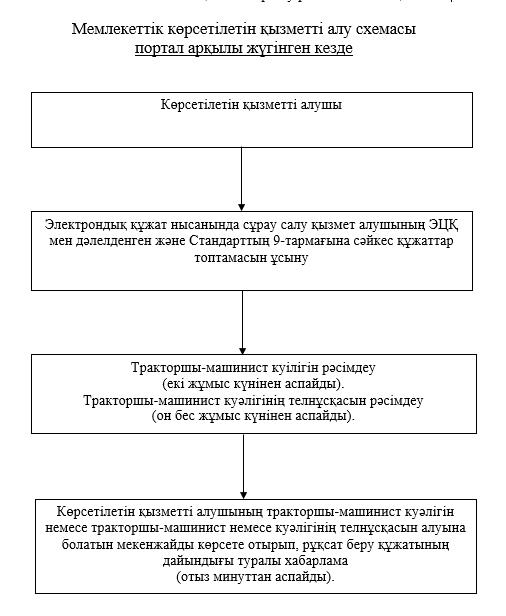 Мемлекеттік көрсетілетін қызметті алу схемасы
портал арқылы жүгінген кезде
Көрсетілетін қызметті алушы
Электрондық құжат нысанында сұрау салу қызмет алушының ЭЦҚ
мен дәлелденген және Стандарттың 9-тармағына сәйкес құжаттар
топтамасын ұсыну
Тракторшы-машинист куілігін рәсімдеу
(екі жұмыс күнінен аспайды).
Тракторшы-машинист куәлігінің телнұсқасын рәсімдеу
(он бес жұмыс күнінен аспайды).
Көрсетілетін қызметті алушының тракторшы-машинист куәлігін
немесе тракторшы-машинист немесе куәлігінің телнұсқасын алуына
болатын мекенжайды көрсете отырып, рұқсат беру құжатының
дайындығы туралы хабарлама
(отыз минуттан аспайды).